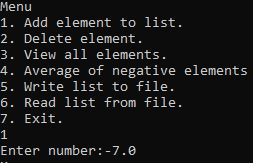 Menu
1. Add element to list.
2. Delete element.
3. View all elements.
4. Average of negative elements
5. Write list to file.
6. Read list from file.
7. Exit.
1
Enter number:-7.0